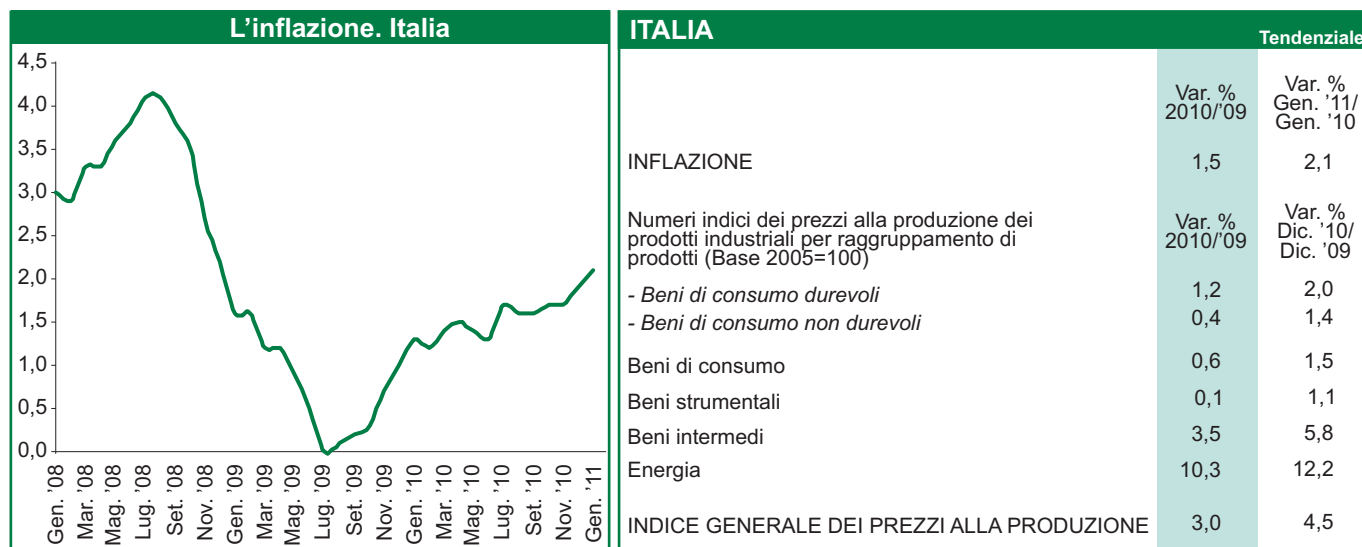 L'inflazione. Italia
4,5
4,0
3,5
3,0
2,5
2,0
1,5
1,0
0,5
0,0
Gen. '08
Mar. '08
Mag. '08
Lug. '08
Set. '08
Nov. '08
Gen. '09
Mar. '09
Mag. '09
Lug. '09
Set. '09
Nov. '09
Gen. '10
Mar. '10
Mag. '10
Lug. '10
Set. '10
Nov. '10
Gen. '11
ITALIA
Tendenziale
Var. %
2010/'09
Var. %
Gen. '11/
Gen. '10
INFLAZIONE 1,5 2,1
Numeri indici dei prezzi alla produzione dei
prodotti industriali per raggruppamento di
prodotti (Base 2005=100)
Var. %
2010/'09
Var. %
Dic. '10/
Dic. '09
- Beni di consumo durevoli 1,2 2,0
- Beni di consumo non durevoli 0,4 1,4
Beni di consumo 0,6 1,5
Beni strumentali 0,1 1,1
Beni intermedi 3,5 5,8
Energia 10,3 12,2
INDICE GENERALE DEI PREZZI ALLA PRODUZIONE 3,0 4,5